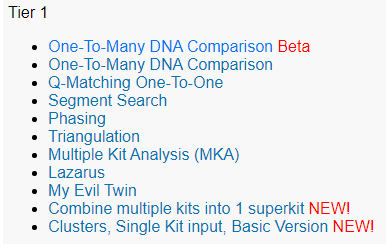 Tier 1
One-To-Many DNA Comparison Beta
One-To-Many DNA Comparison
Q-Matching One-To-One
Segment Search
Phasing
Triangulation
Multiple Kit Analysis (MKA)
Lazarus
My Evil Twin
Combine multiple kits into 1 superkit NEW!
Clusters, Single Kit input, Basic Version NEW!